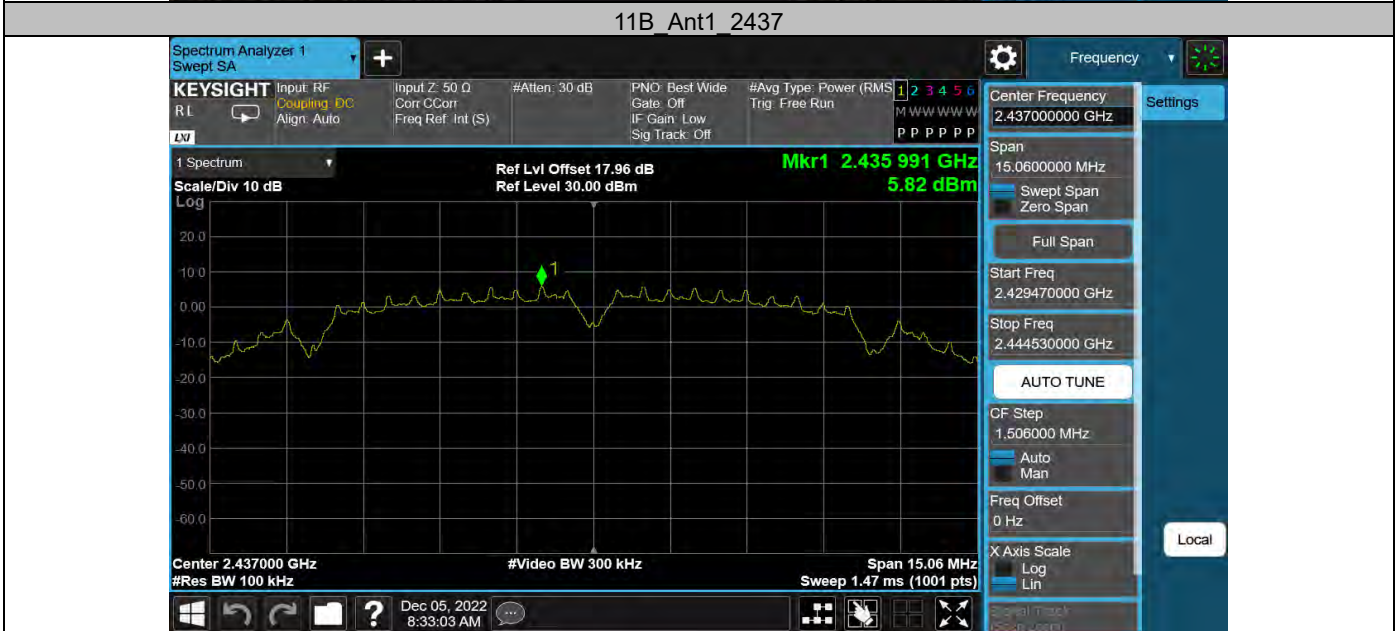 11B_Ant1_2437
Spectrum Analyzer 1
Swept SA
+
Frequency
KEYSIGHT
RL
LXI
Input: RF
Coupling: DC
Align: Auto
Input Z: 50 Ω
Corr CCorr
Freq Ref: Int (S)
#Atten: 30 dB
PNO: Best Wide
Gate: Off
IF Gain: Low
Sig Track: Off
#Avg Type: Power (RMS
Trig: Free Run
1 2 3 4 5 6
M W W W W W
P P P P P P
1 Spectrum
Scale/Div 10 dB
Log
Ref Lvl Offset 17.96 dB
Ref Level 30.00 dBm
Mkr1 2.435 991 GHz
5.82 dBm
20.0
10.0
0.00
-10.0
-20.0
-30.0
-40.0
-50.0
-60.0
1
Center 2.437000 GHz
#Res BW 100 kHz
#Video BW 300 kHz
Span 15.06 MHz
Sweep 1.47 ms (1001 pts)
Center Frequency
2.437000000 GHz
Settings
Span
15.0600000 MHz
Swept Span
Zero Span
Full Span
Start Freq
2.429470000 GHz
Stop Freq
2.444530000 GHz
AUTO TUNE
CF Step
1.506000 MHz
Auto
Man
Freq Offset
0 Hz
X Axis Scale
Log
Lin
Local
Signal Track
(Span Zoom)
?
Dec 05, 2022
8:33:03 AM